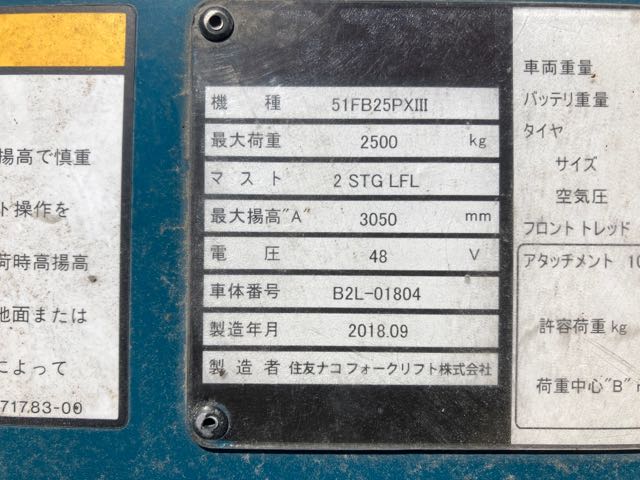 揚高で慎重
ト操作を
荷時高揚高
地面または
によって
71783-00
機 種 51FB25PXIII
最大荷重 2500 kg
マスト 2 STG LFL
最大揚高"A" 3050 mm
電 圧 48 V
車体番号 B2L-01804
製造年月 2018.09
製造者 住友ナコフォークリフト株式会社
車両重量
バッテリ重量
タイヤ
サイズ
空気圧
フロントトレッド
アタッチメント 10
許容荷重 kg
荷重中心"B"